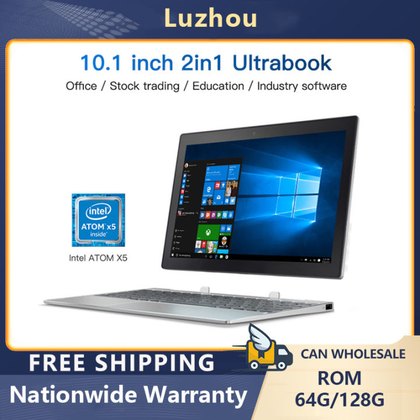 Luzhou
10.1 inch 2in1 Ultrabook
Office / Stock trading / Education / Industry software
intel
ATOM x5
inside™
Intel ATOM X5
FREE SHIPPING
Nationwide Warranty
CAN WHOLESALE
ROM
64G/128G